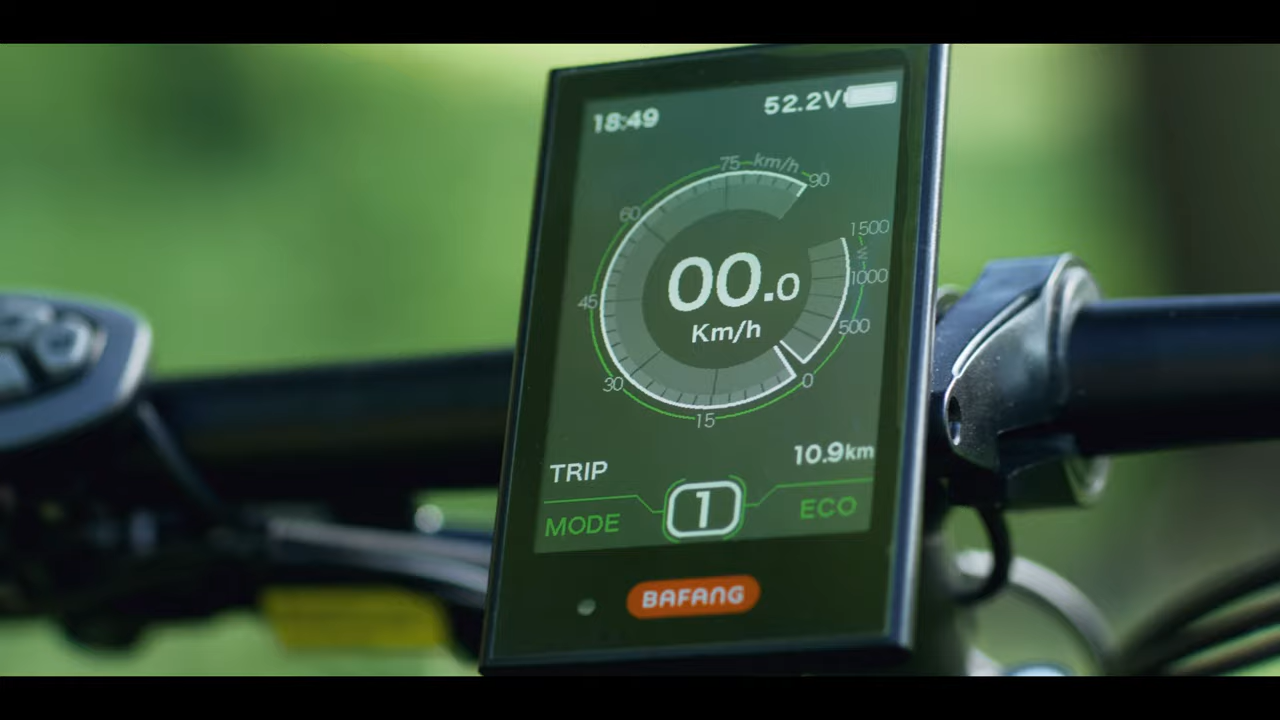 18:49 52.2V
75 km/h 90
60
1500
W
45 1000
00.0
Km/h
500
30 0
15
TRIP 10.9km
MODE 1 ECO
BAFANG